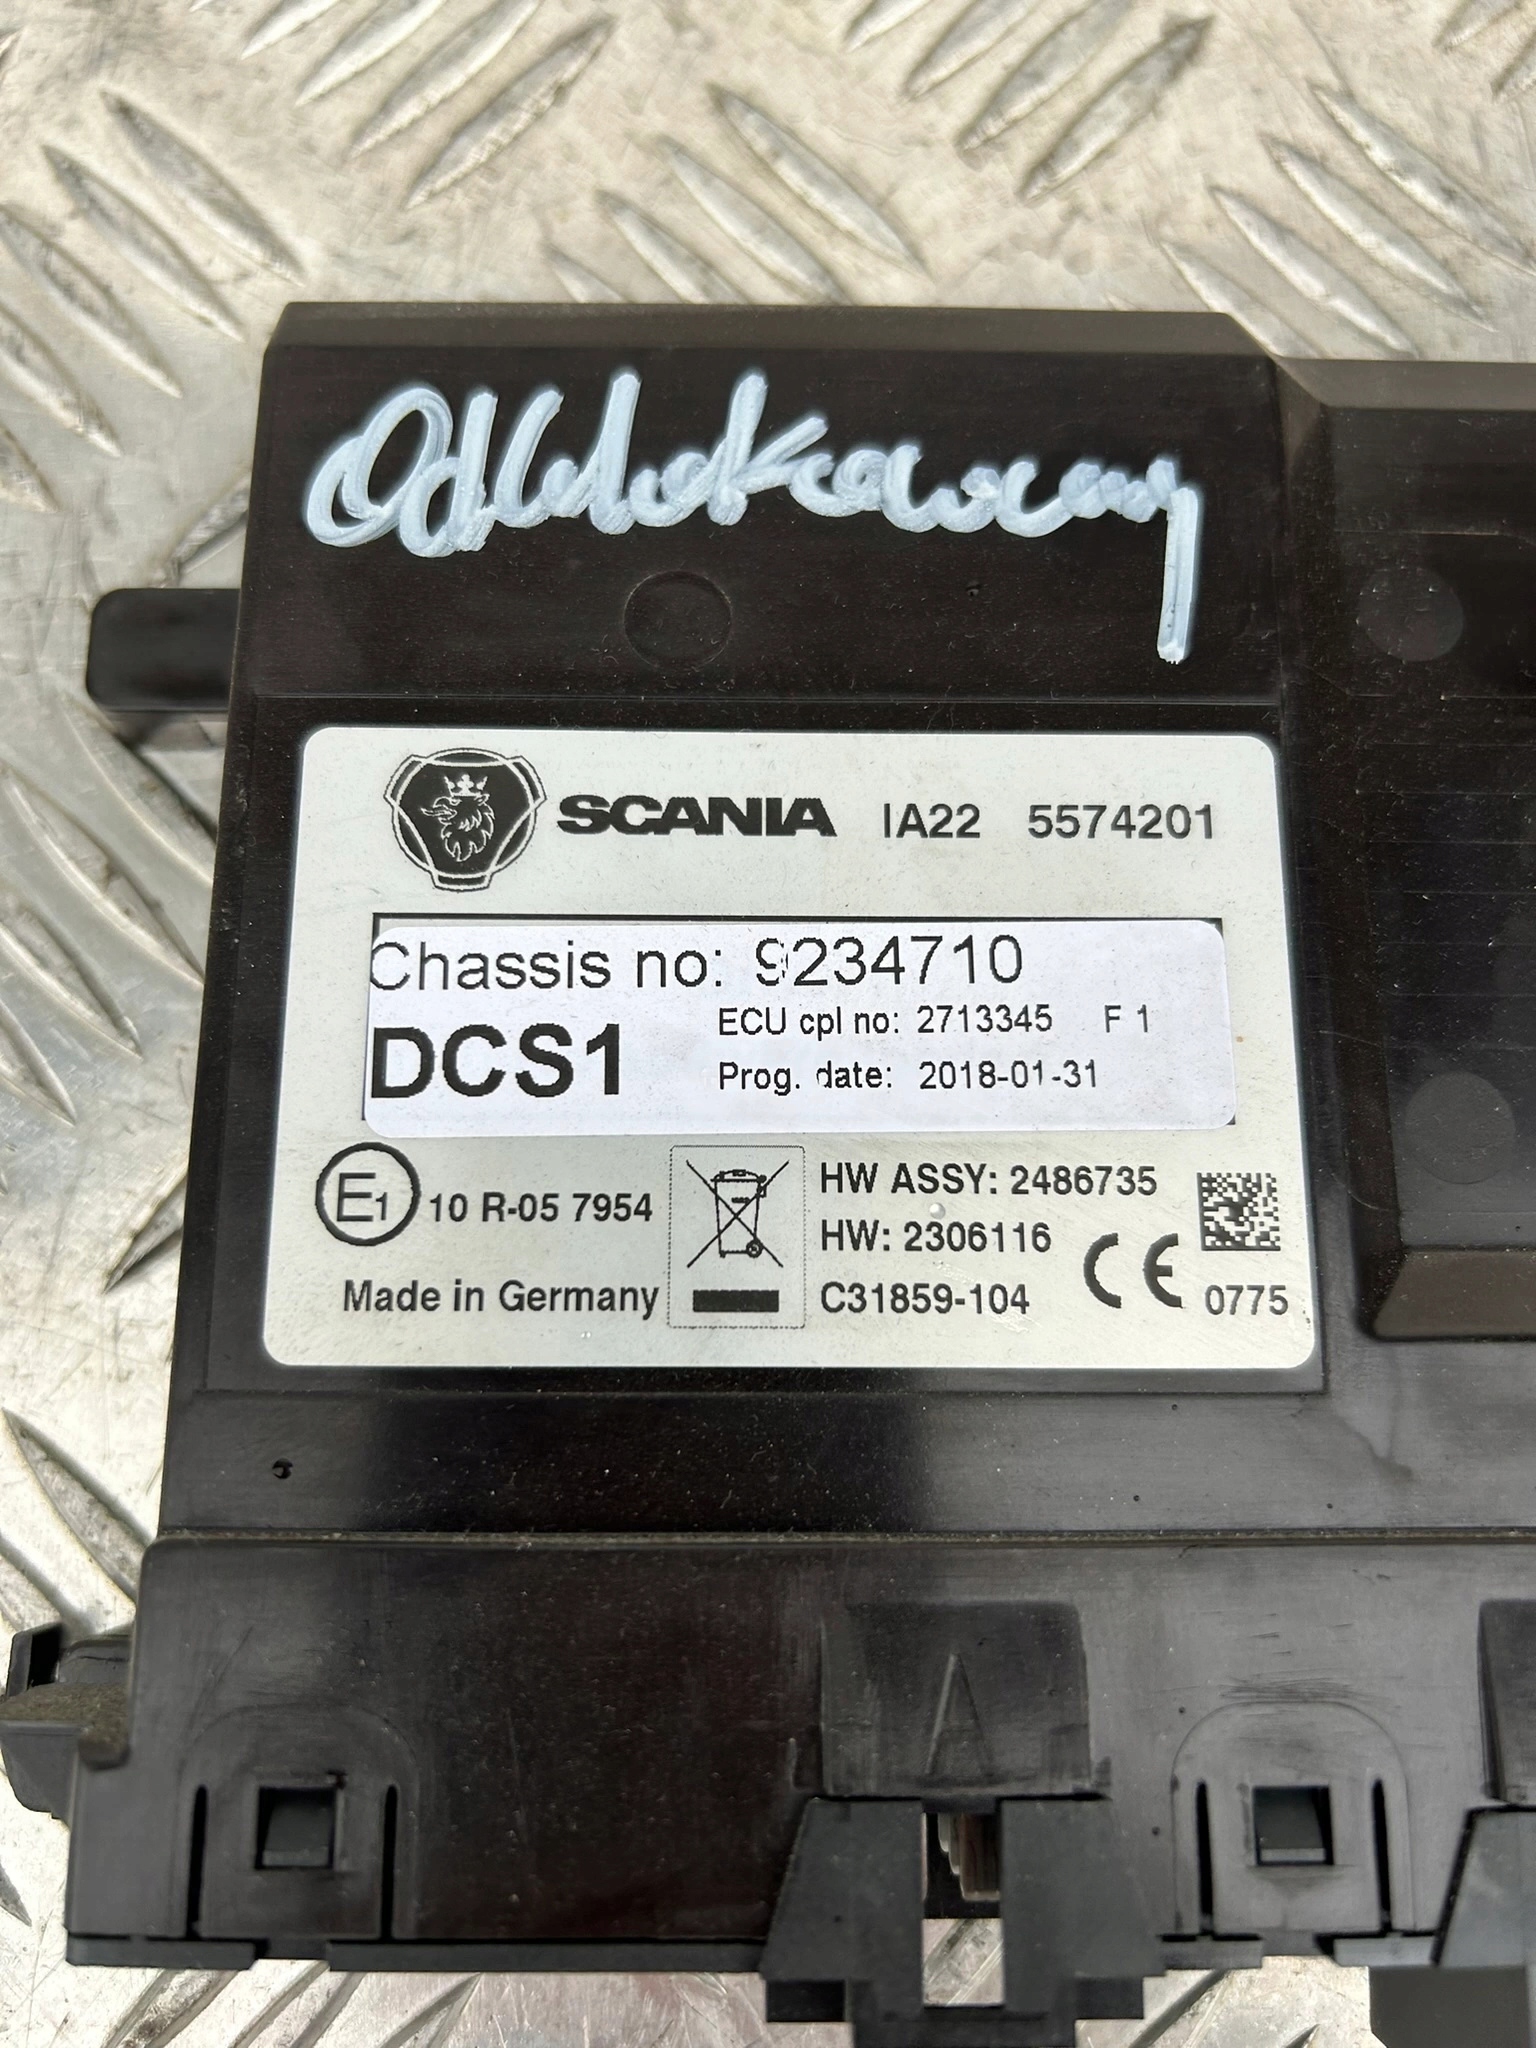 Odblokowany
SCANIA IA22 5574201
Chassis no: 9234710
DCS1 ECU cpl no: 2713345 F 1
Prog. date: 2018-01-31
E1 10 R-05 7954
HW ASSY: 2486735
HW: 2306116
Made in Germany
C31859-104
CE 0775